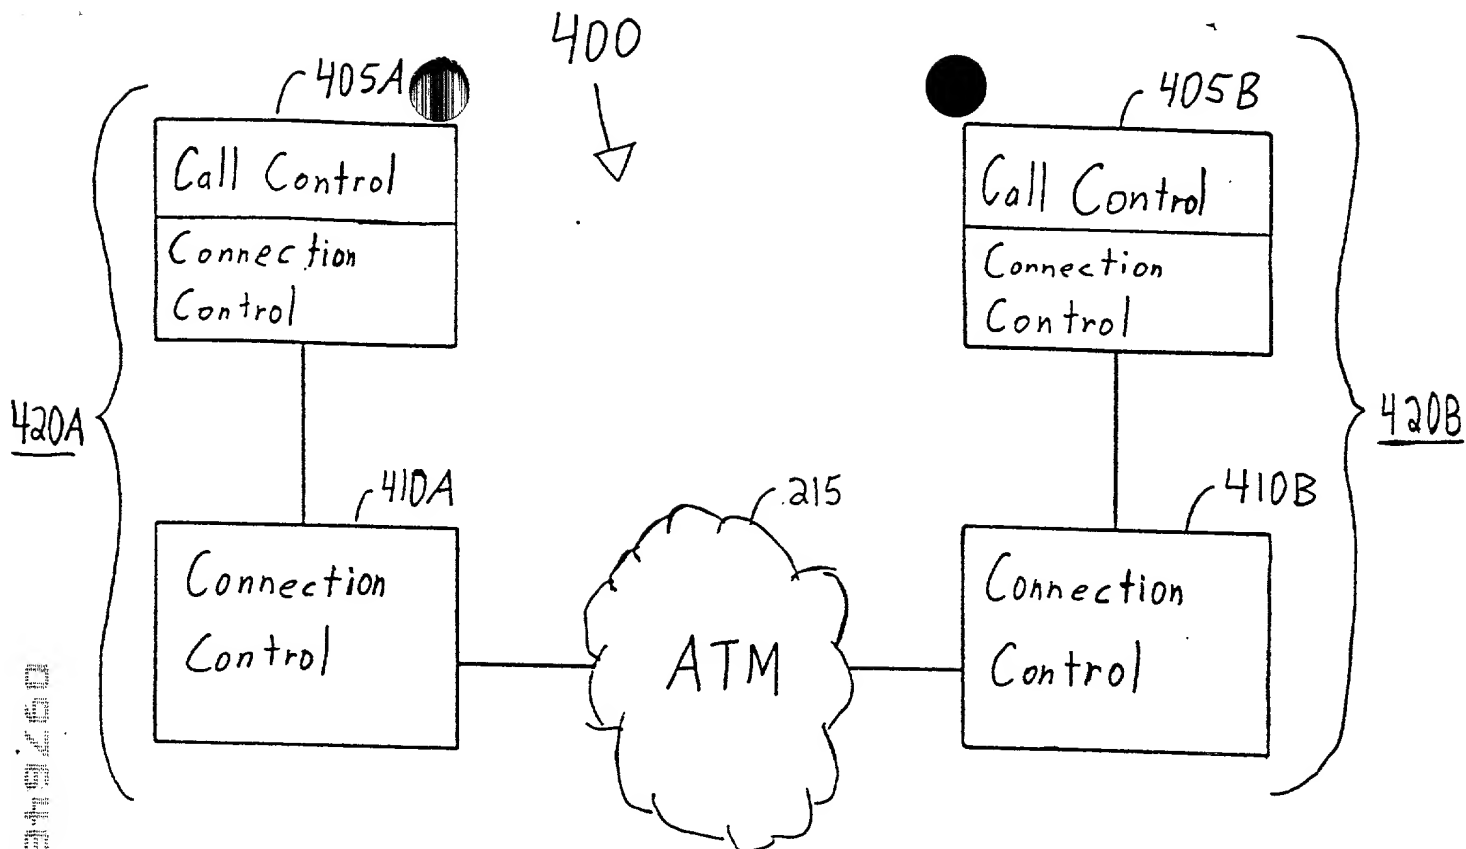 400
405A
405B
Call Control
Connection
Control
Call Control
Connection
Control
420A
420B
410A
215
410B
Connection
Control
ATM
Connection
Control